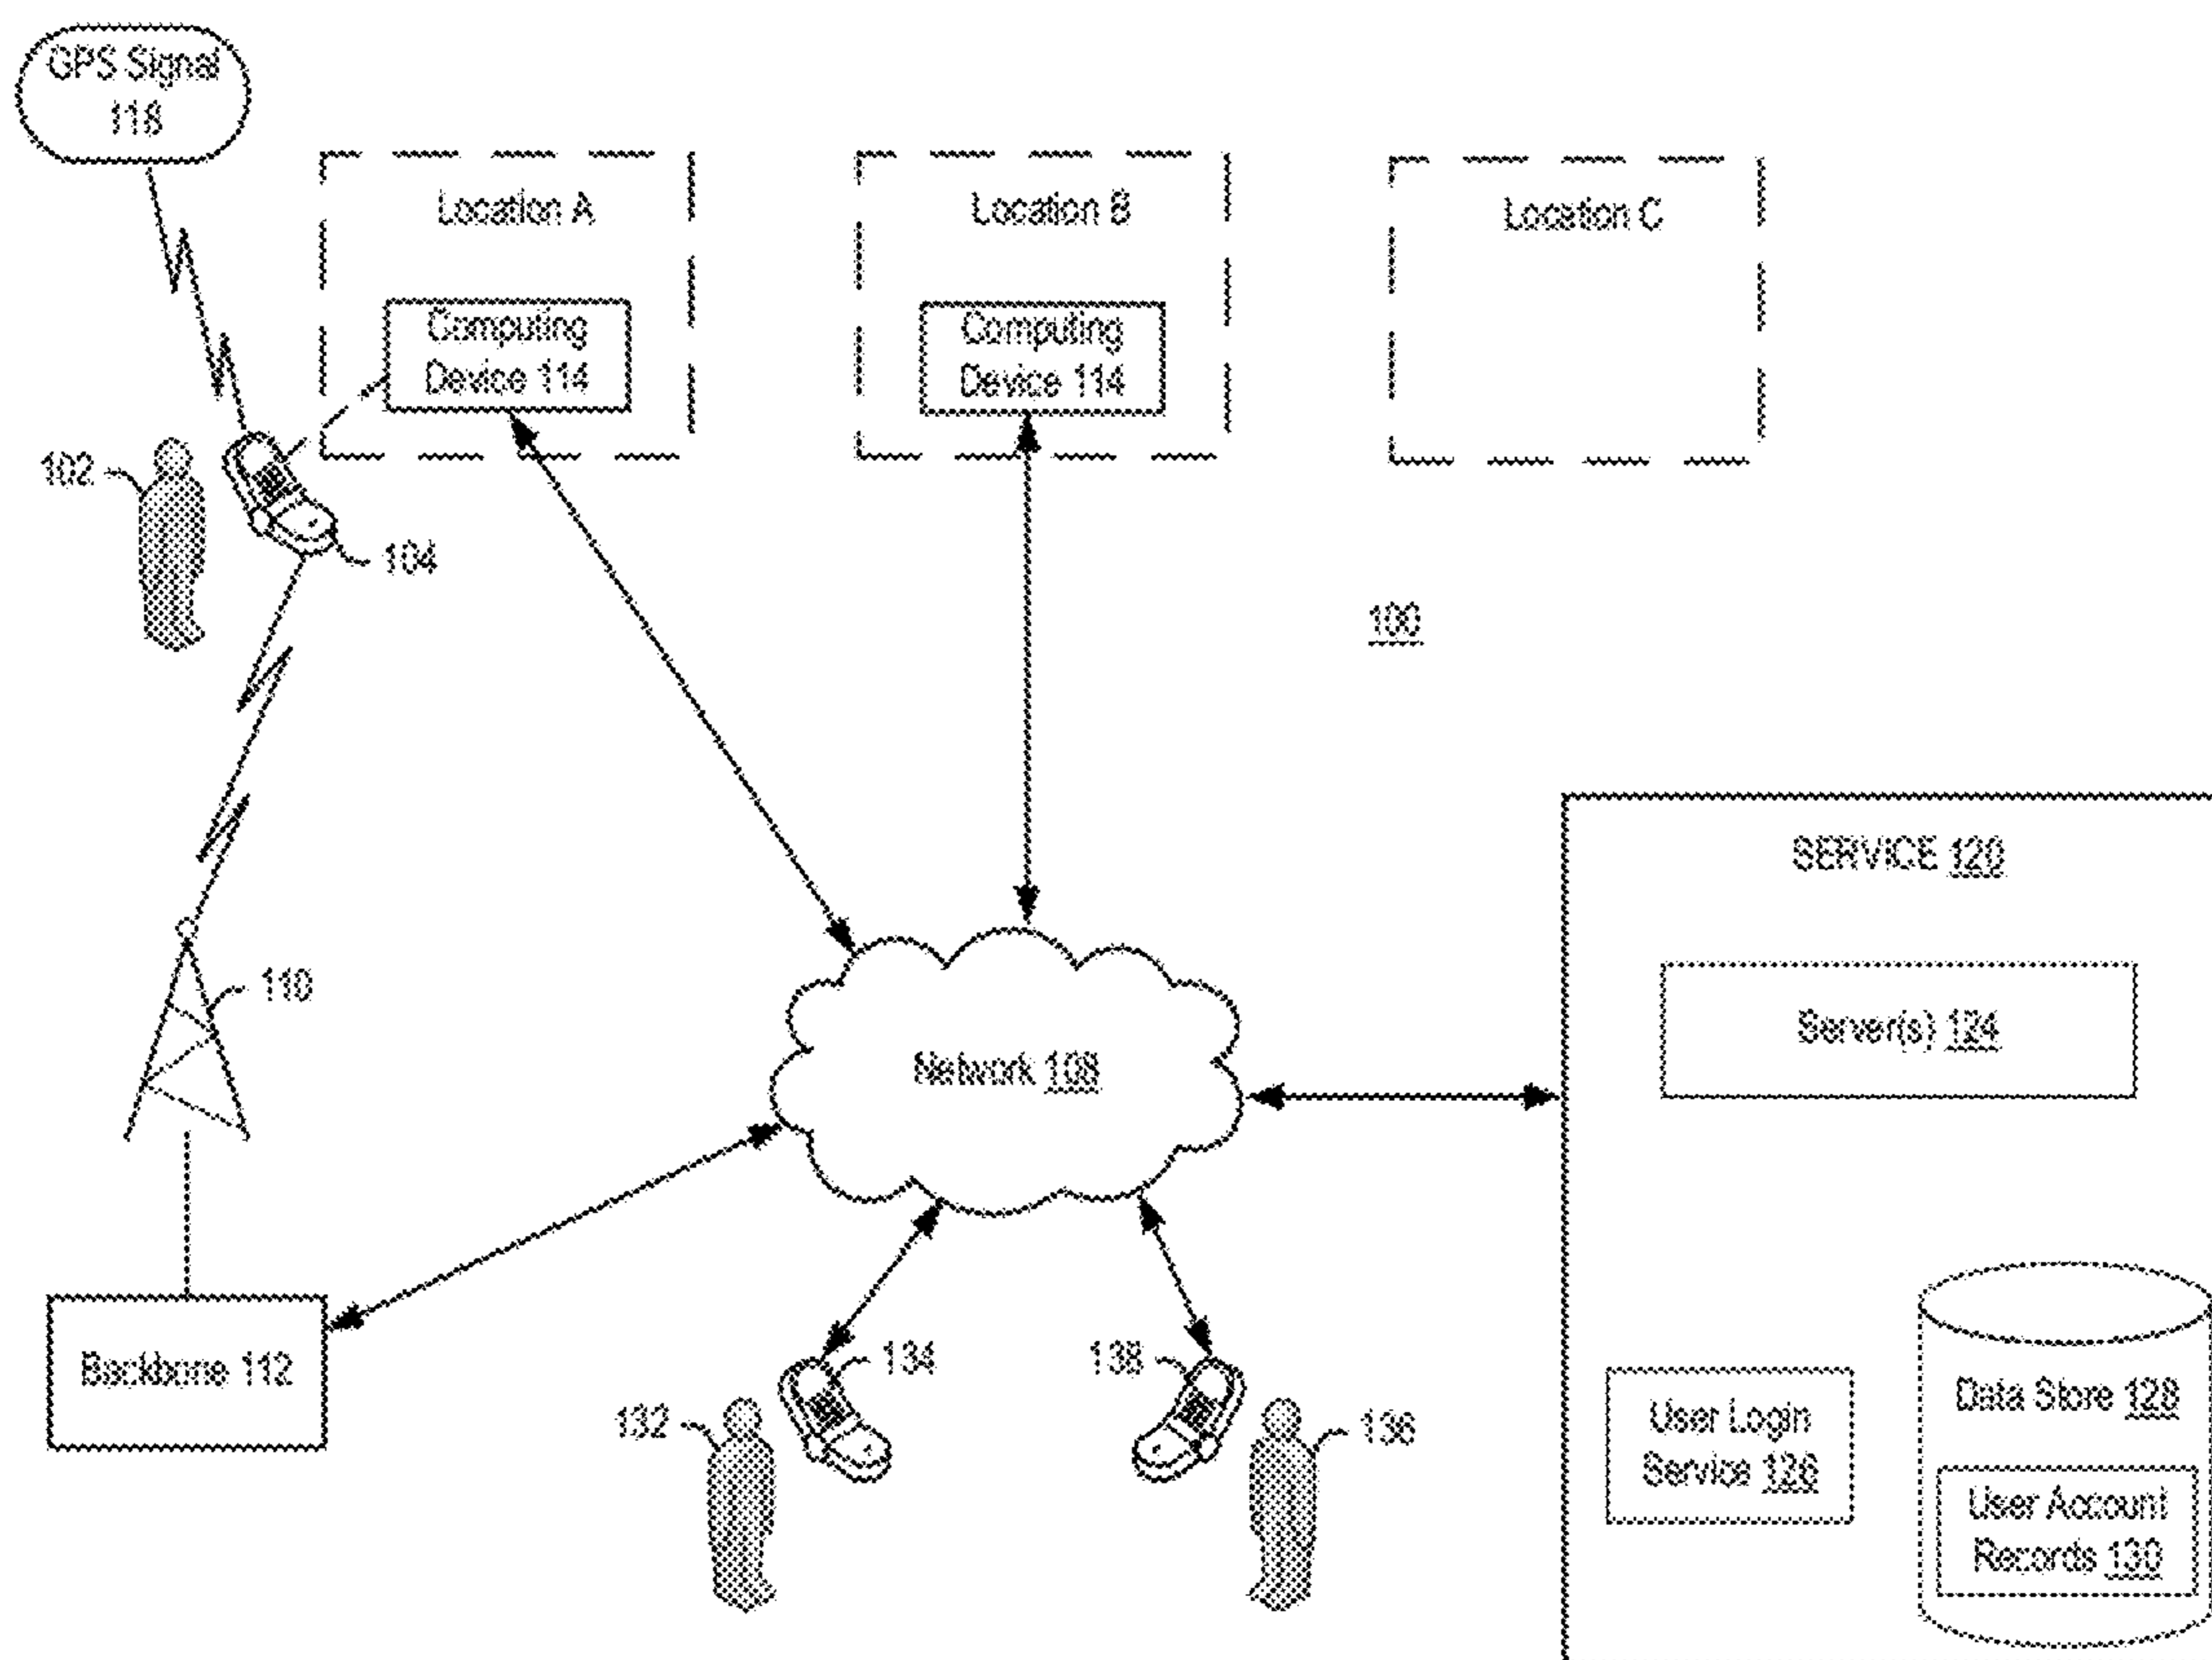 GPS Signal
118
Location A
Location B
Location C
Computing
Device 114
Computing
Device 114
102
104
100
SERVICE 120
110
Server(s) 124
Network 108
Backbone 112
134
138
132
136
User Login
Service 126
Data Store 128
User Account
Records 130